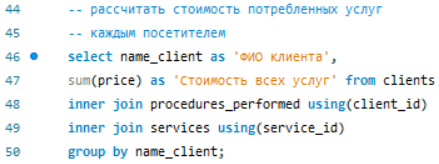 44 -- рассчитать стоимость потребленных услуг
45 -- каждым посетителем
46 select name_client as 'ФИО клиента',
47 sum(price) as 'Стоимость всех услуг' from clients
48 inner join procedures_performed using(client_id)
49 inner join services using(service_id)
50 group by name_client;